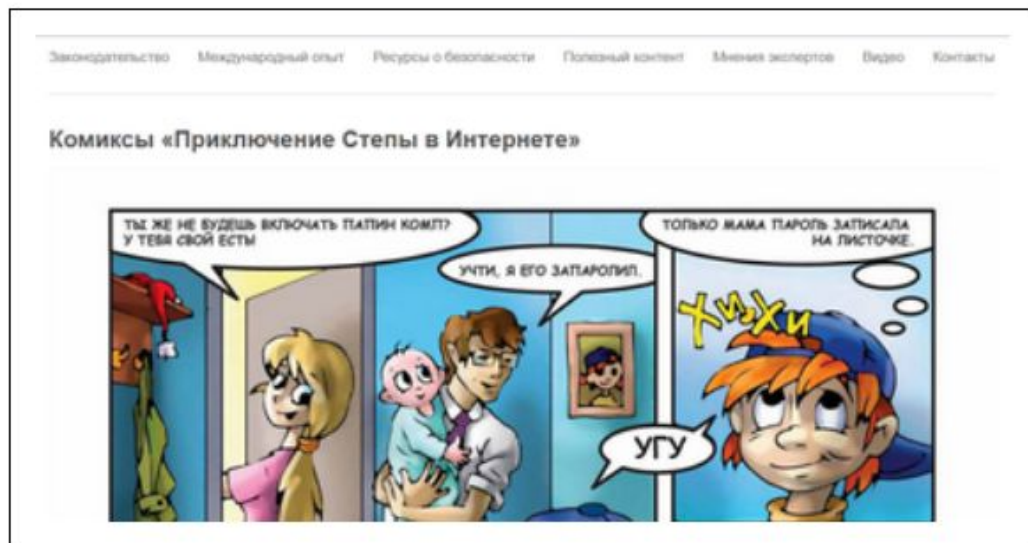 Законодательство Международный опыт Ресурсы о безопасности Полезный контент Мнения экспертов Видео Контакты
Комиксы «Приключение Степы в Интернете»
ТЫ ЖЕ НЕ БУДЕШЬ ВКЛЮЧАТЬ ПАПИН КОМП?
У ТЕБЯ СВОЙ ЕСТЬ!
УЧТИ, Я ЕГО ЗАПАРОЛИЛ.
ТОЛЬКО МАМА ПАРОЛЬ ЗАПИСАЛА
НА ЛИСТОЧКЕ.
ХИ-ХИ
УГУ